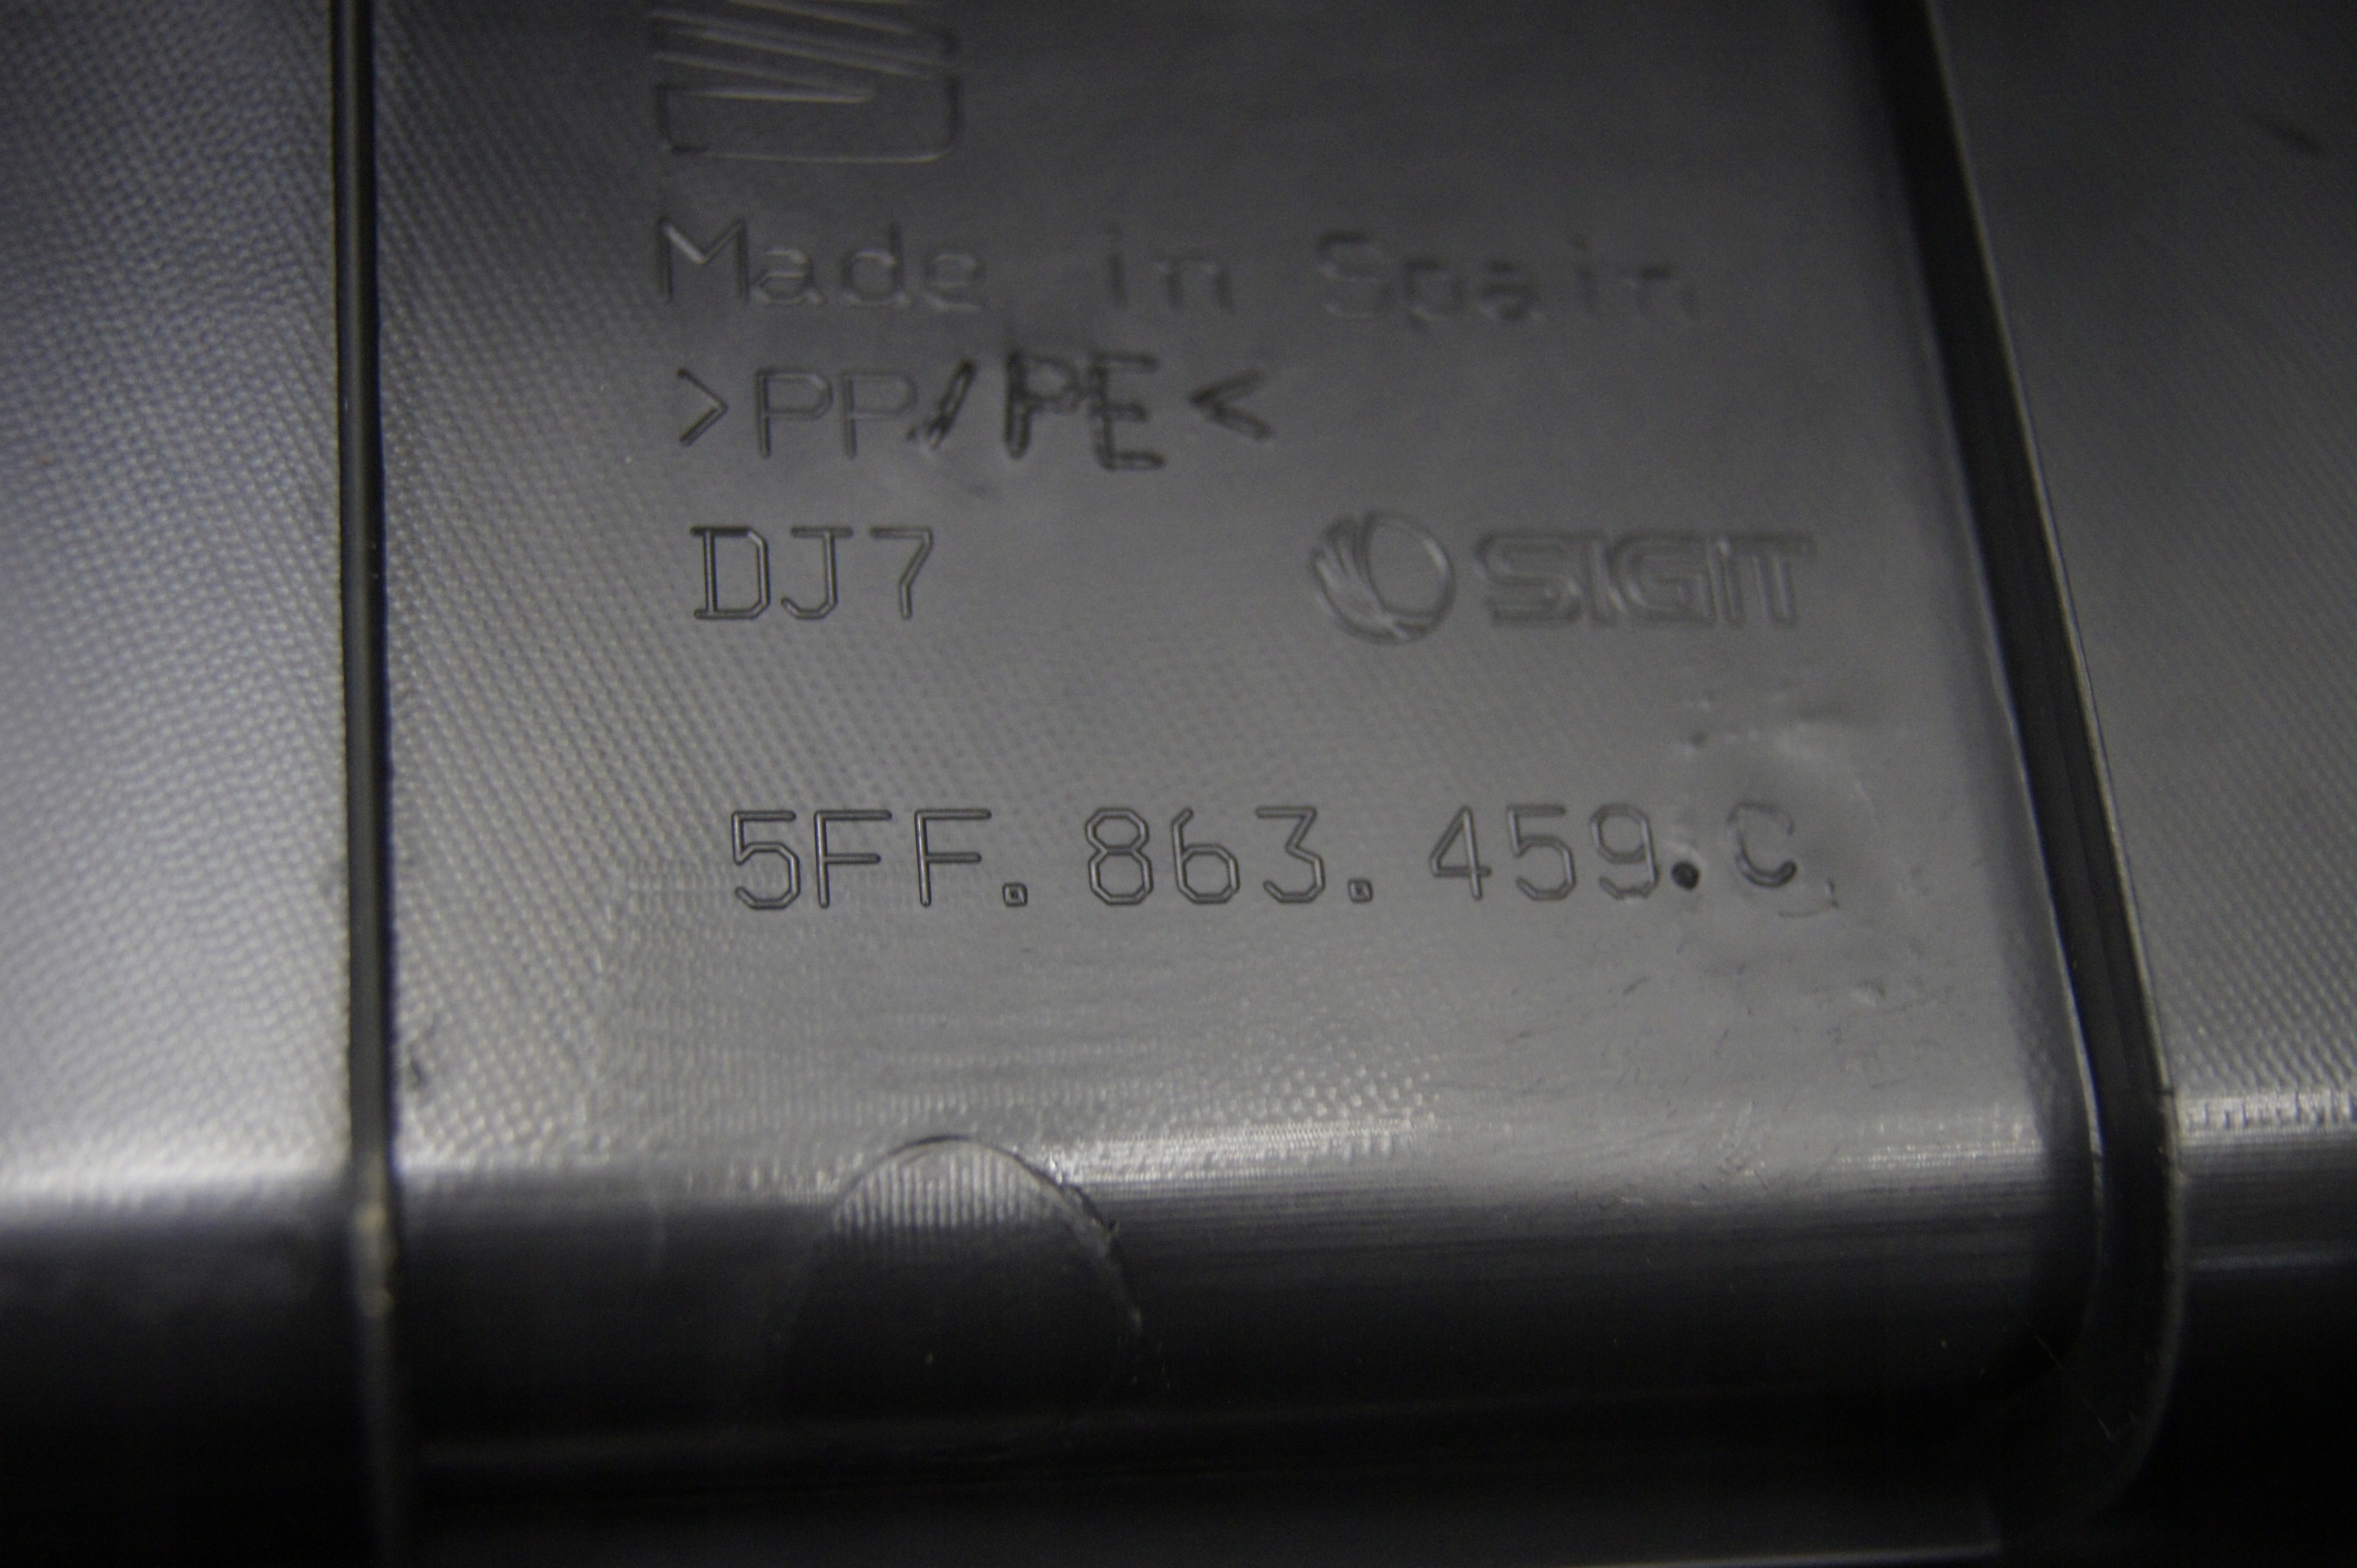 Made in Spain
>PP/PE<
DJ7 SIGIT
5FF.863.459.C